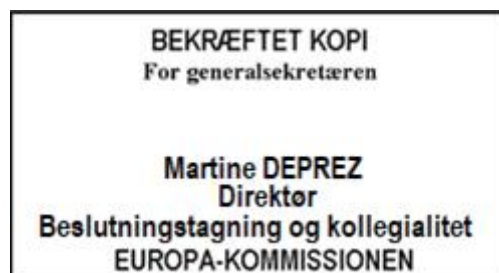 BEKRÆFTET KOPI
For generalsekretæren
Martine DEPREZ
Direktør
Beslutningstagning og kollegialitet
EUROPA-KOMMISSIONEN